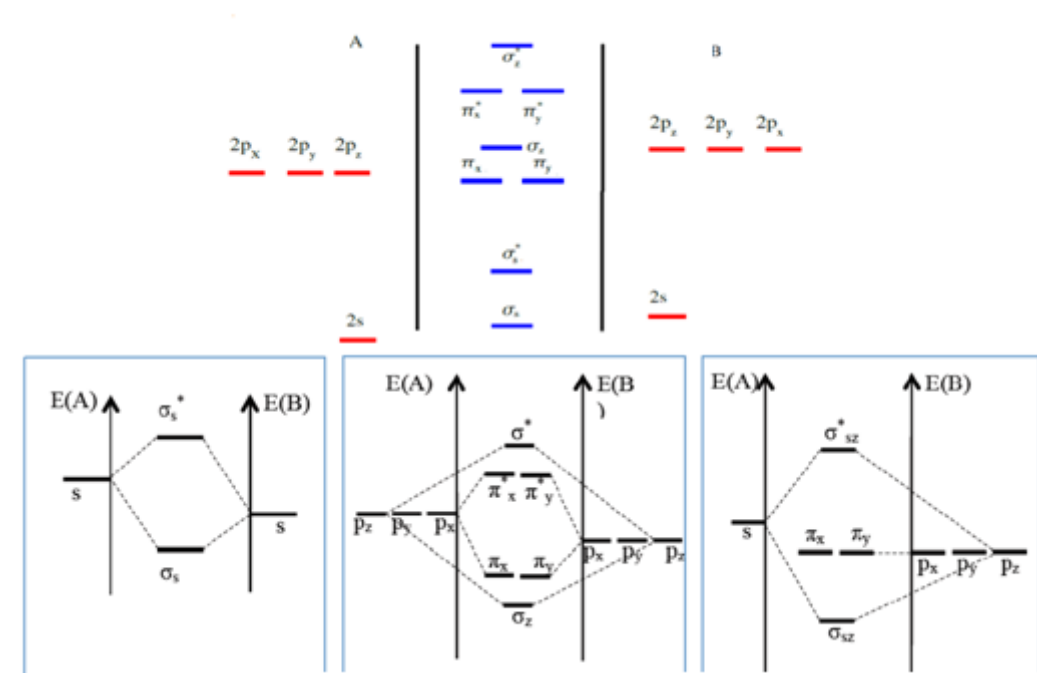 A B
σ*z
π*x π*y
2px 2py 2pz
σz
2pz 2py 2px
πx πy
σ*s
2s
σs
2s
E(A) σs* E(B)
s
s
σs
E(A) E(B
)
σ*
π*x π*y
pz py px
px py pz
πx πy
σz
E(A) E(B)
σ*sz
s
πx πy
px pý pz
σsz